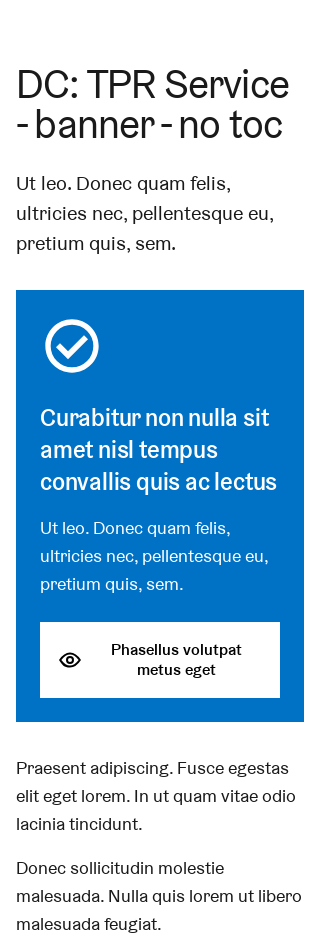 DC: TPR Service
- banner - no toc
Ut leo. Donec quam felis,
ultricies nec, pellentesque eu,
pretium quis, sem.
Curabitur non nulla sit
amet nisl tempus
convallis quis ac lectus
Ut leo. Donec quam felis,
ultricies nec, pellentesque eu,
pretium quis, sem.
Phasellus volutpat
metus eget
Praesent adipiscing. Fusce egestas
elit eget lorem. In ut quam vitae odio
lacinia tincidunt.
Donec sollicitudin molestie
malesuada. Nulla quis lorem ut libero
malesuada feugiat.